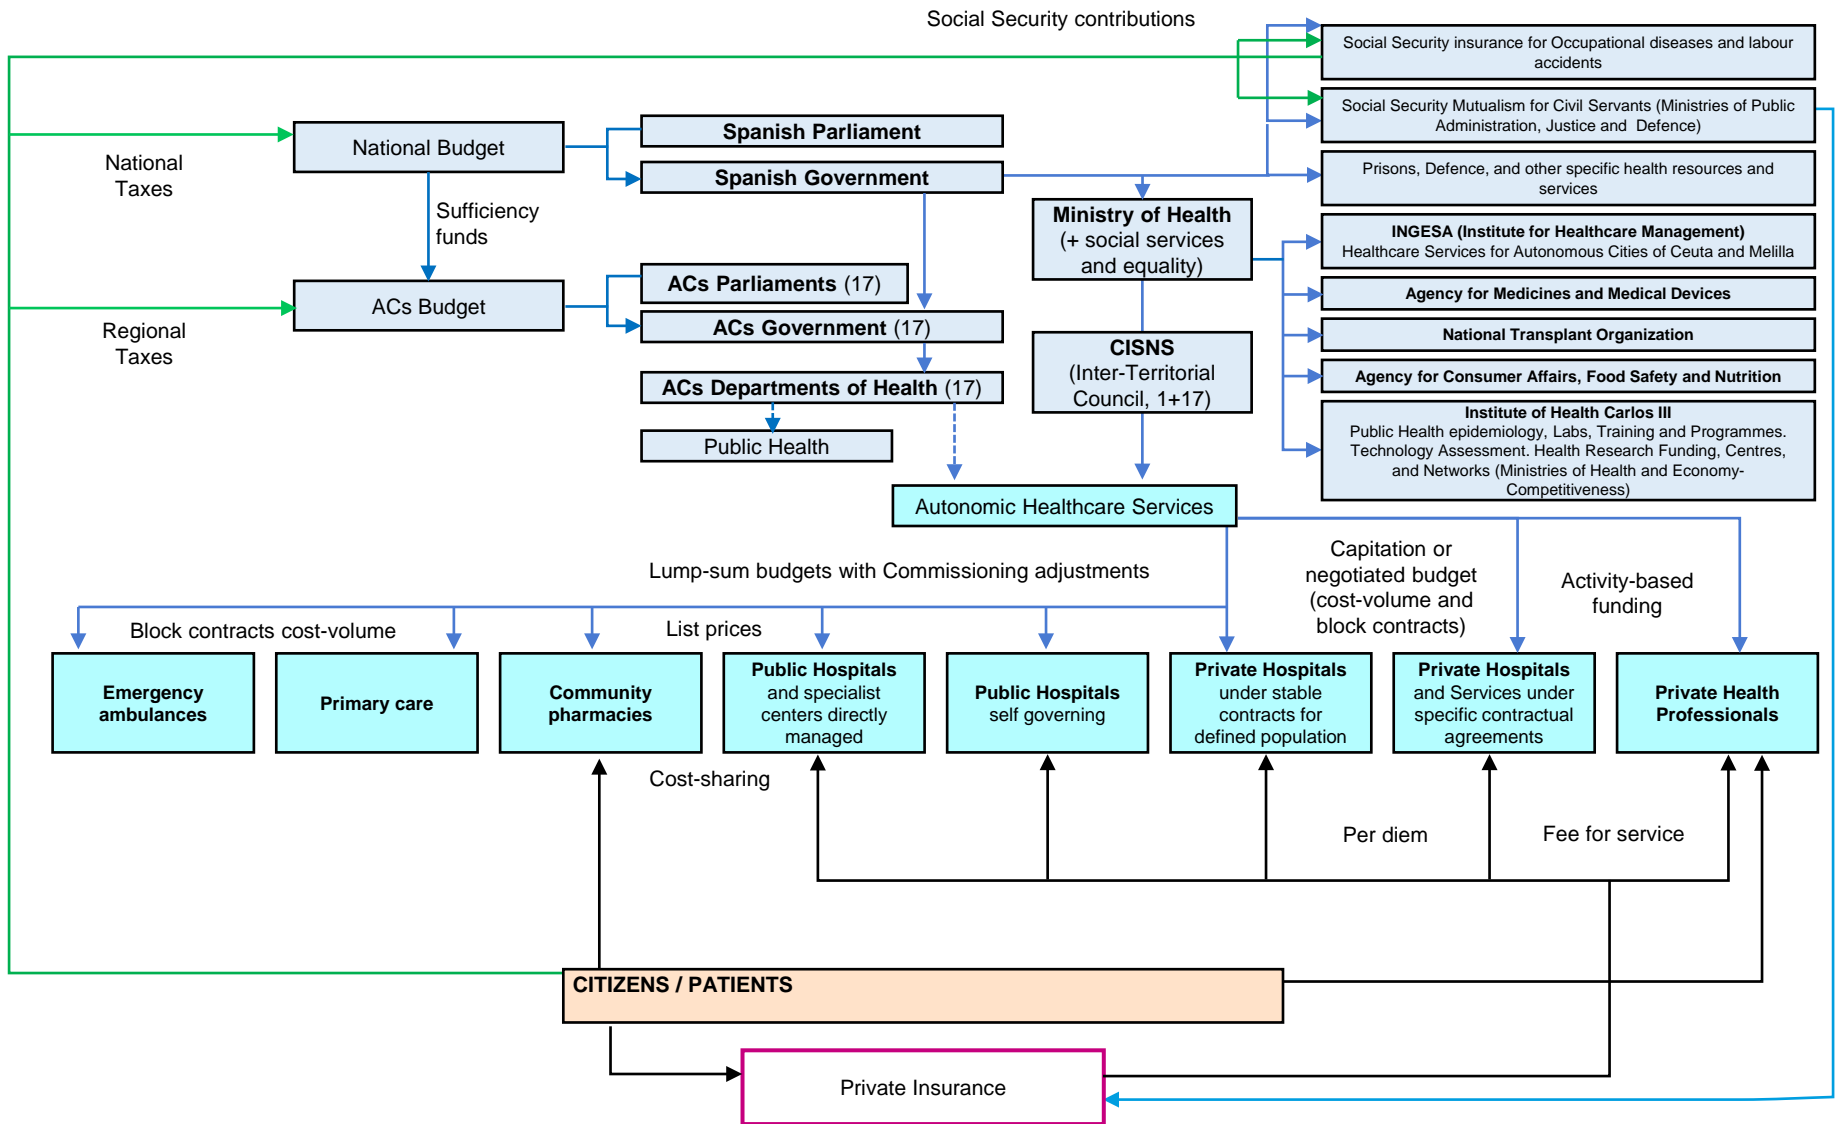 Social Security contributions
Social Security insurance for Occupational diseases and labour
accidents
Social Security Mutualism for Civil Servants (Ministries of Public
Administration, Justice and Defence)
National
Taxes
National Budget
Spanish Parliament
Spanish Government
Prisons, Defence, and other specific health resources and
services
Sufficiency
funds
Ministry of Health
(+ social services
and equality)
INGESA (Institute for Healthcare Management)
Healthcare Services for Autonomous Cities of Ceuta and Melilla
Regional
Taxes
ACs Budget
ACs Parliaments (17)
ACs Government (17)
Agency for Medicines and Medical Devices
National Transplant Organization
CISNS
(Inter-Territorial
Council, 1+17)
Agency for Consumer Affairs, Food Safety and Nutrition
ACs Departments of Health (17)
Public Health
Institute of Health Carlos III
Public Health epidemiology, Labs, Training and Programmes.
Technology Assessment. Health Research Funding, Centres,
and Networks (Ministries of Health and Economy-
Competitiveness)
Autonomic Healthcare Services
Lump-sum budgets with Commissioning adjustments
Capitation or
negotiated budget
(cost-volume and
block contracts)
Activity-based
funding
Block contracts cost-volume
List prices
Emergency
ambulances
Primary care
Community
pharmacies
Public Hospitals
and specialist
centers directly
managed
Public Hospitals
self governing
Private Hospitals
under stable
contracts for
defined population
Private Hospitals
and Services under
specific contractual
agreements
Private Health
Professionals
Cost-sharing
Per diem
Fee for service
CITIZENS / PATIENTS
Private Insurance